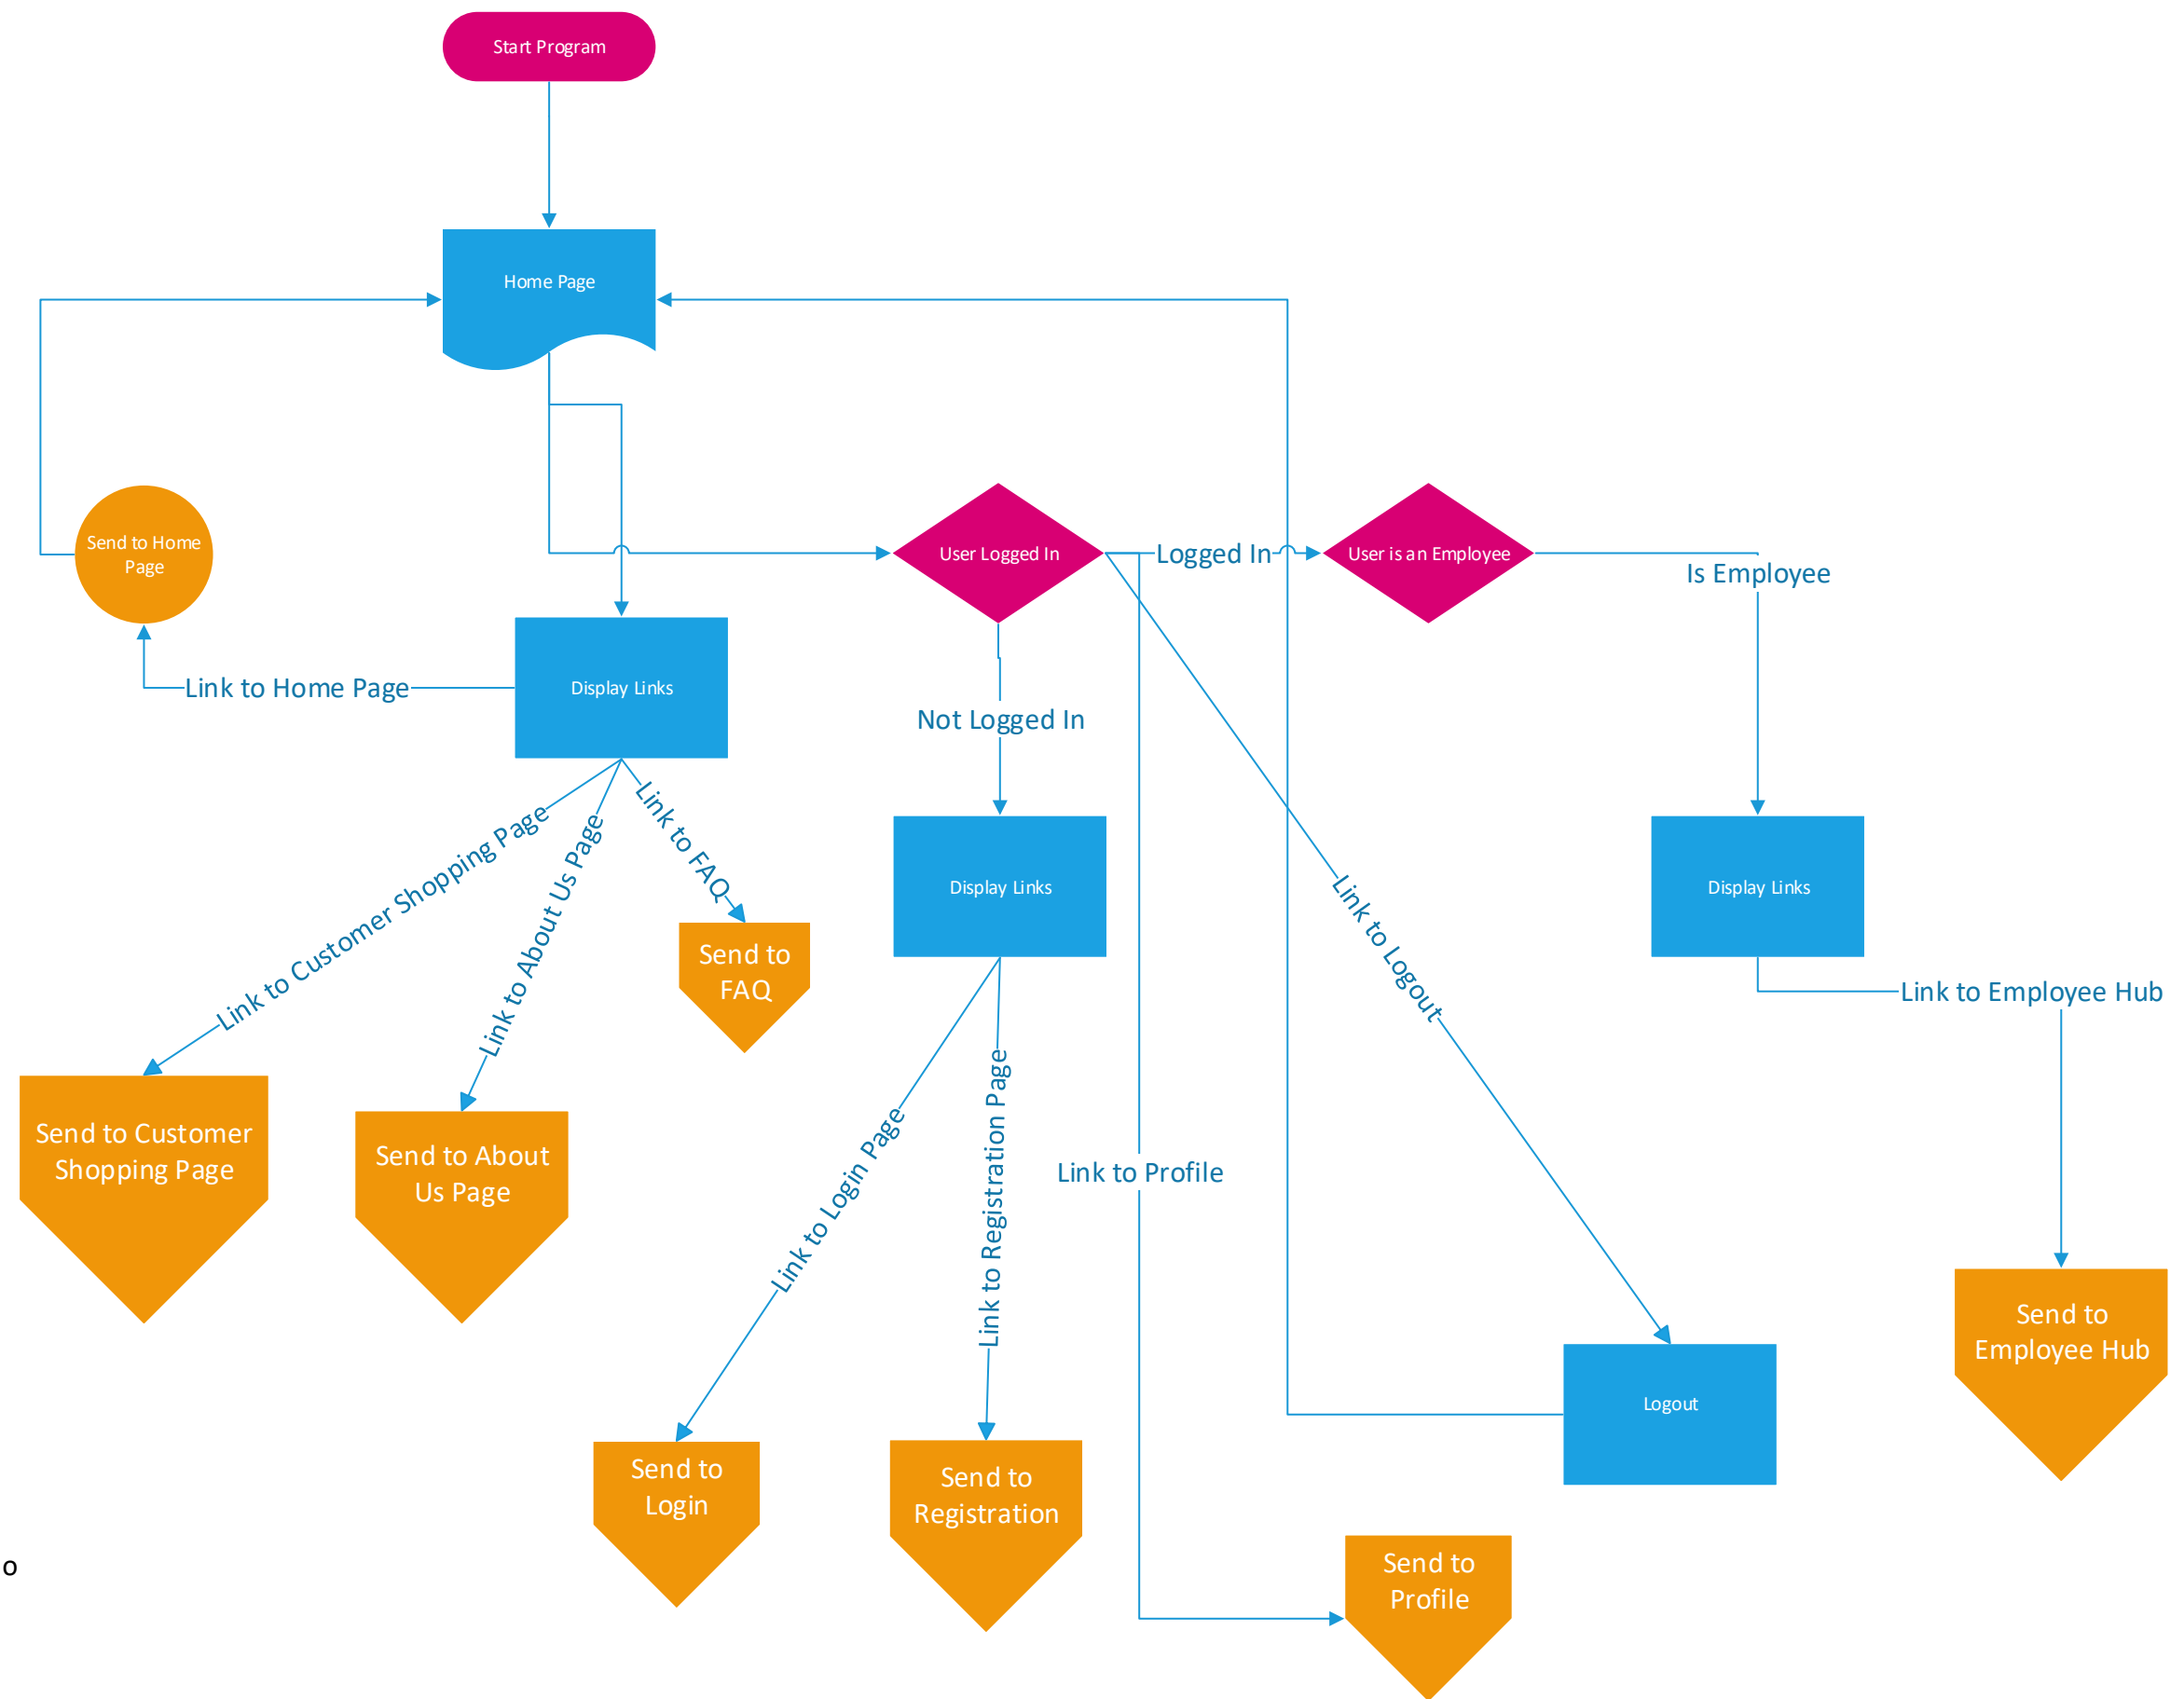 Start Program
Home Page
Send to Home
Page
User Logged In
Logged In
User is an Employee
Is Employee
Link to Home Page
Display Links
Not Logged In
Link to Customer Shopping Page
Link to About Us Page
Link to FAQ
Display Links
Display Links
Send to
FAQ
Link to Logout
Link to Employee Hub
Send to Customer
Shopping Page
Send to About
Us Page
Link to Login Page
Link to Registration Page
Link to Profile
Send to
Employee Hub
Logout
Send to
Login
Send to
Registration
Send to
Profile
o